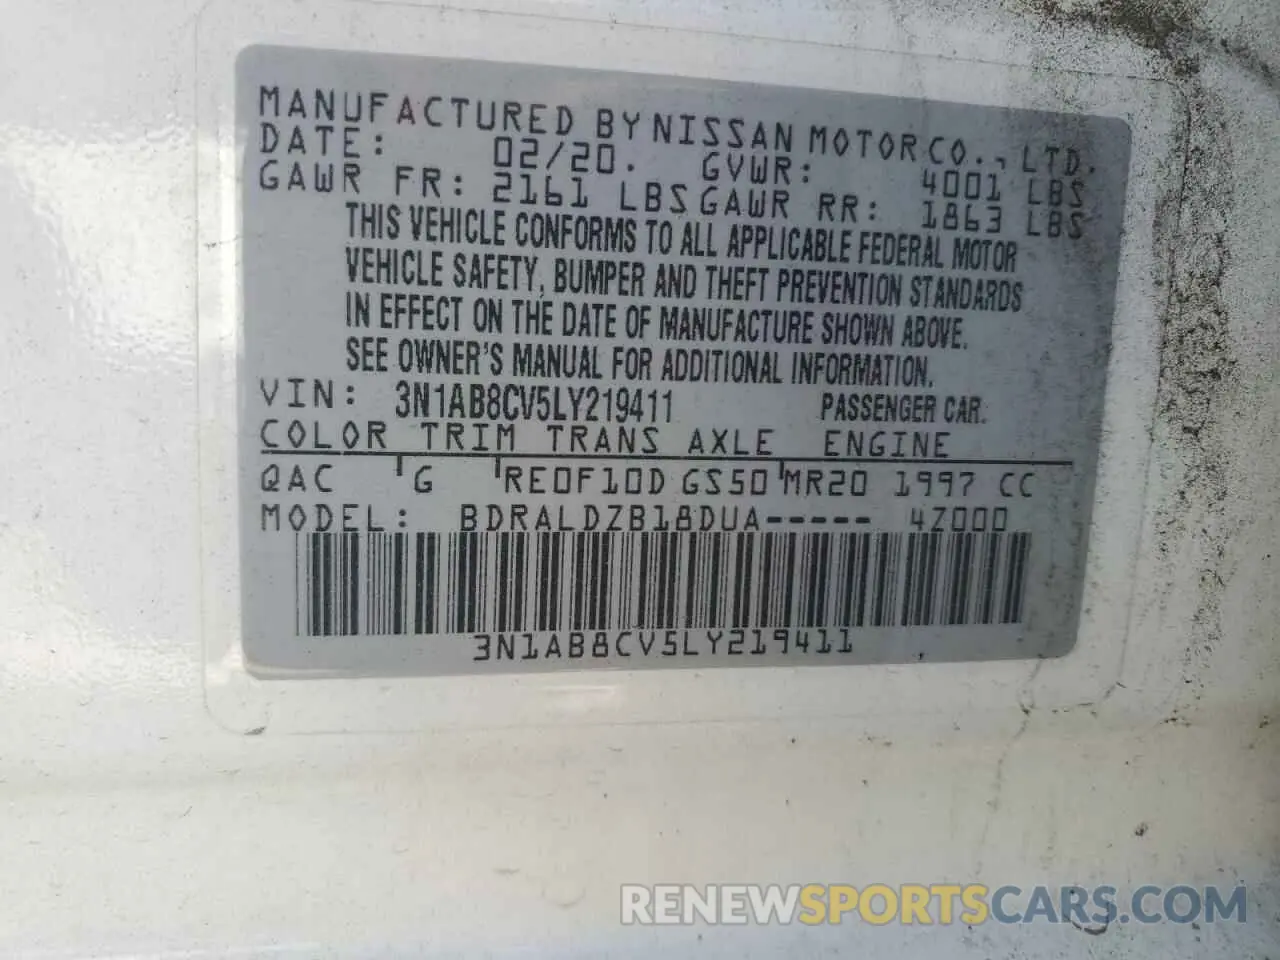 MANUFACTURED BY NISSAN MOTOR CO., LTD.
DATE: 02/20. GVWR: 4001 LBS
GAWR FR: 2161 LBS GAWR RR: 1863 LBS
THIS VEHICLE CONFORMS TO ALL APPLICABLE FEDERAL MOTOR
VEHICLE SAFETY, BUMPER AND THEFT PREVENTION STANDARDS
IN EFFECT ON THE DATE OF MANUFACTURE SHOWN ABOVE.
SEE OWNER'S MANUAL FOR ADDITIONAL INFORMATION.
VIN: 3N1AB8CV5LY219411 PASSENGER CAR.
COLOR TRIM TRANS AXLE ENGINE
QAC G RE0F10D GS50 MR20 1997 CC
MODEL: BDRALDZB18DUA----- 4Z000
3N1AB8CV5LY219411
RENEWSPORTSCARS.COM